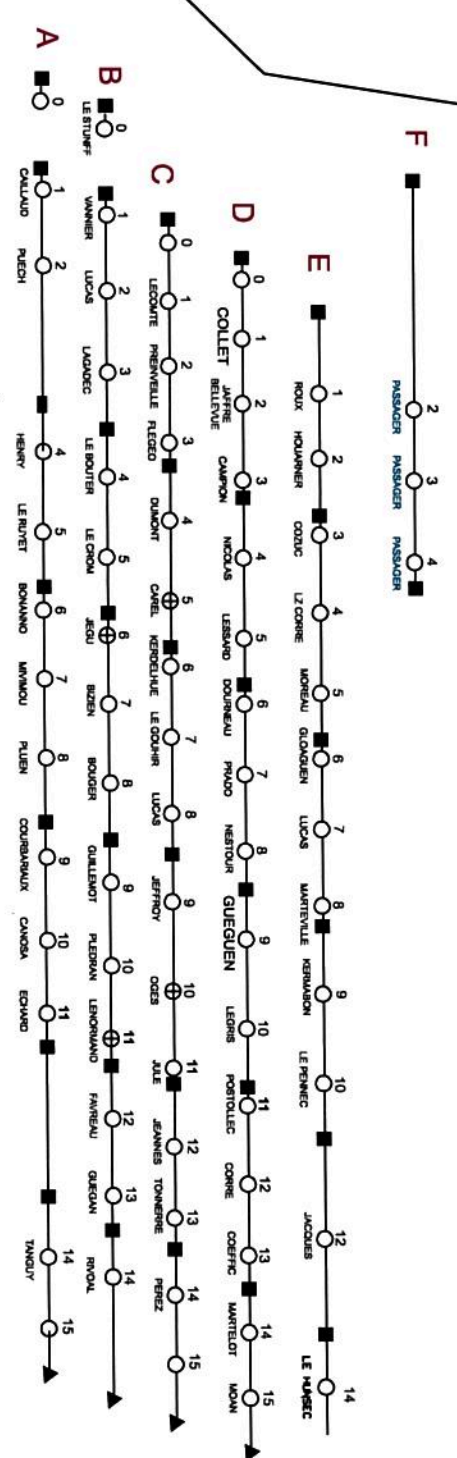 F
2 3 4
PASSAGER PASSAGER PASSAGER
E
1 2 3 4 5 6 7 8 9 10 12 14
ROUX HOUARNER COZUC LZ CORRE MOREAU GLOAGUEN LUCAS MARTEVILLE KERMABON LE PENNEC JACQUES LE HUNSEC
D
0 1 2 3 4 5 6 7 8 9 10 11 12 13 14 15
COLLET JAFFRE BELLEVUE CAMPION NICOLAS LESSARD DOURNEAU PRADO NESTOUR GUEGUEN LEGRIS POSTOLLEC CORRE COEFFIC MARTELOT MOAN
C
0 1 2 3 4 5 6 7 8 9 10 11 12 13 14 15
LECOMTE PREINVEILLE FLEGEO DUMONT CAREL KERDELHUE LE GOUHIR LUCAS JEFFROY OGES JULE JEANNES TONNERRE PEREZ
B
0 1 2 3 4 5 6 7 8 9 10 11 12 13 14
LE STUNFF VANNIER LUCAS LAGADEC LE BOUTER LE CROM JEGU BIZIEN BOUGER GUILLEMOT PLEDRAN LENORMAND FAVREAU GUEGAN RIVOAL
A
0 1 2 4 5 6 7 8 9 10 11 14 15
CAILLAUD PUECH HENRY LE RUYET BONANNO MIVIMOU PLUEN COURBARIAUX CANOSA ECHARD TANGUY